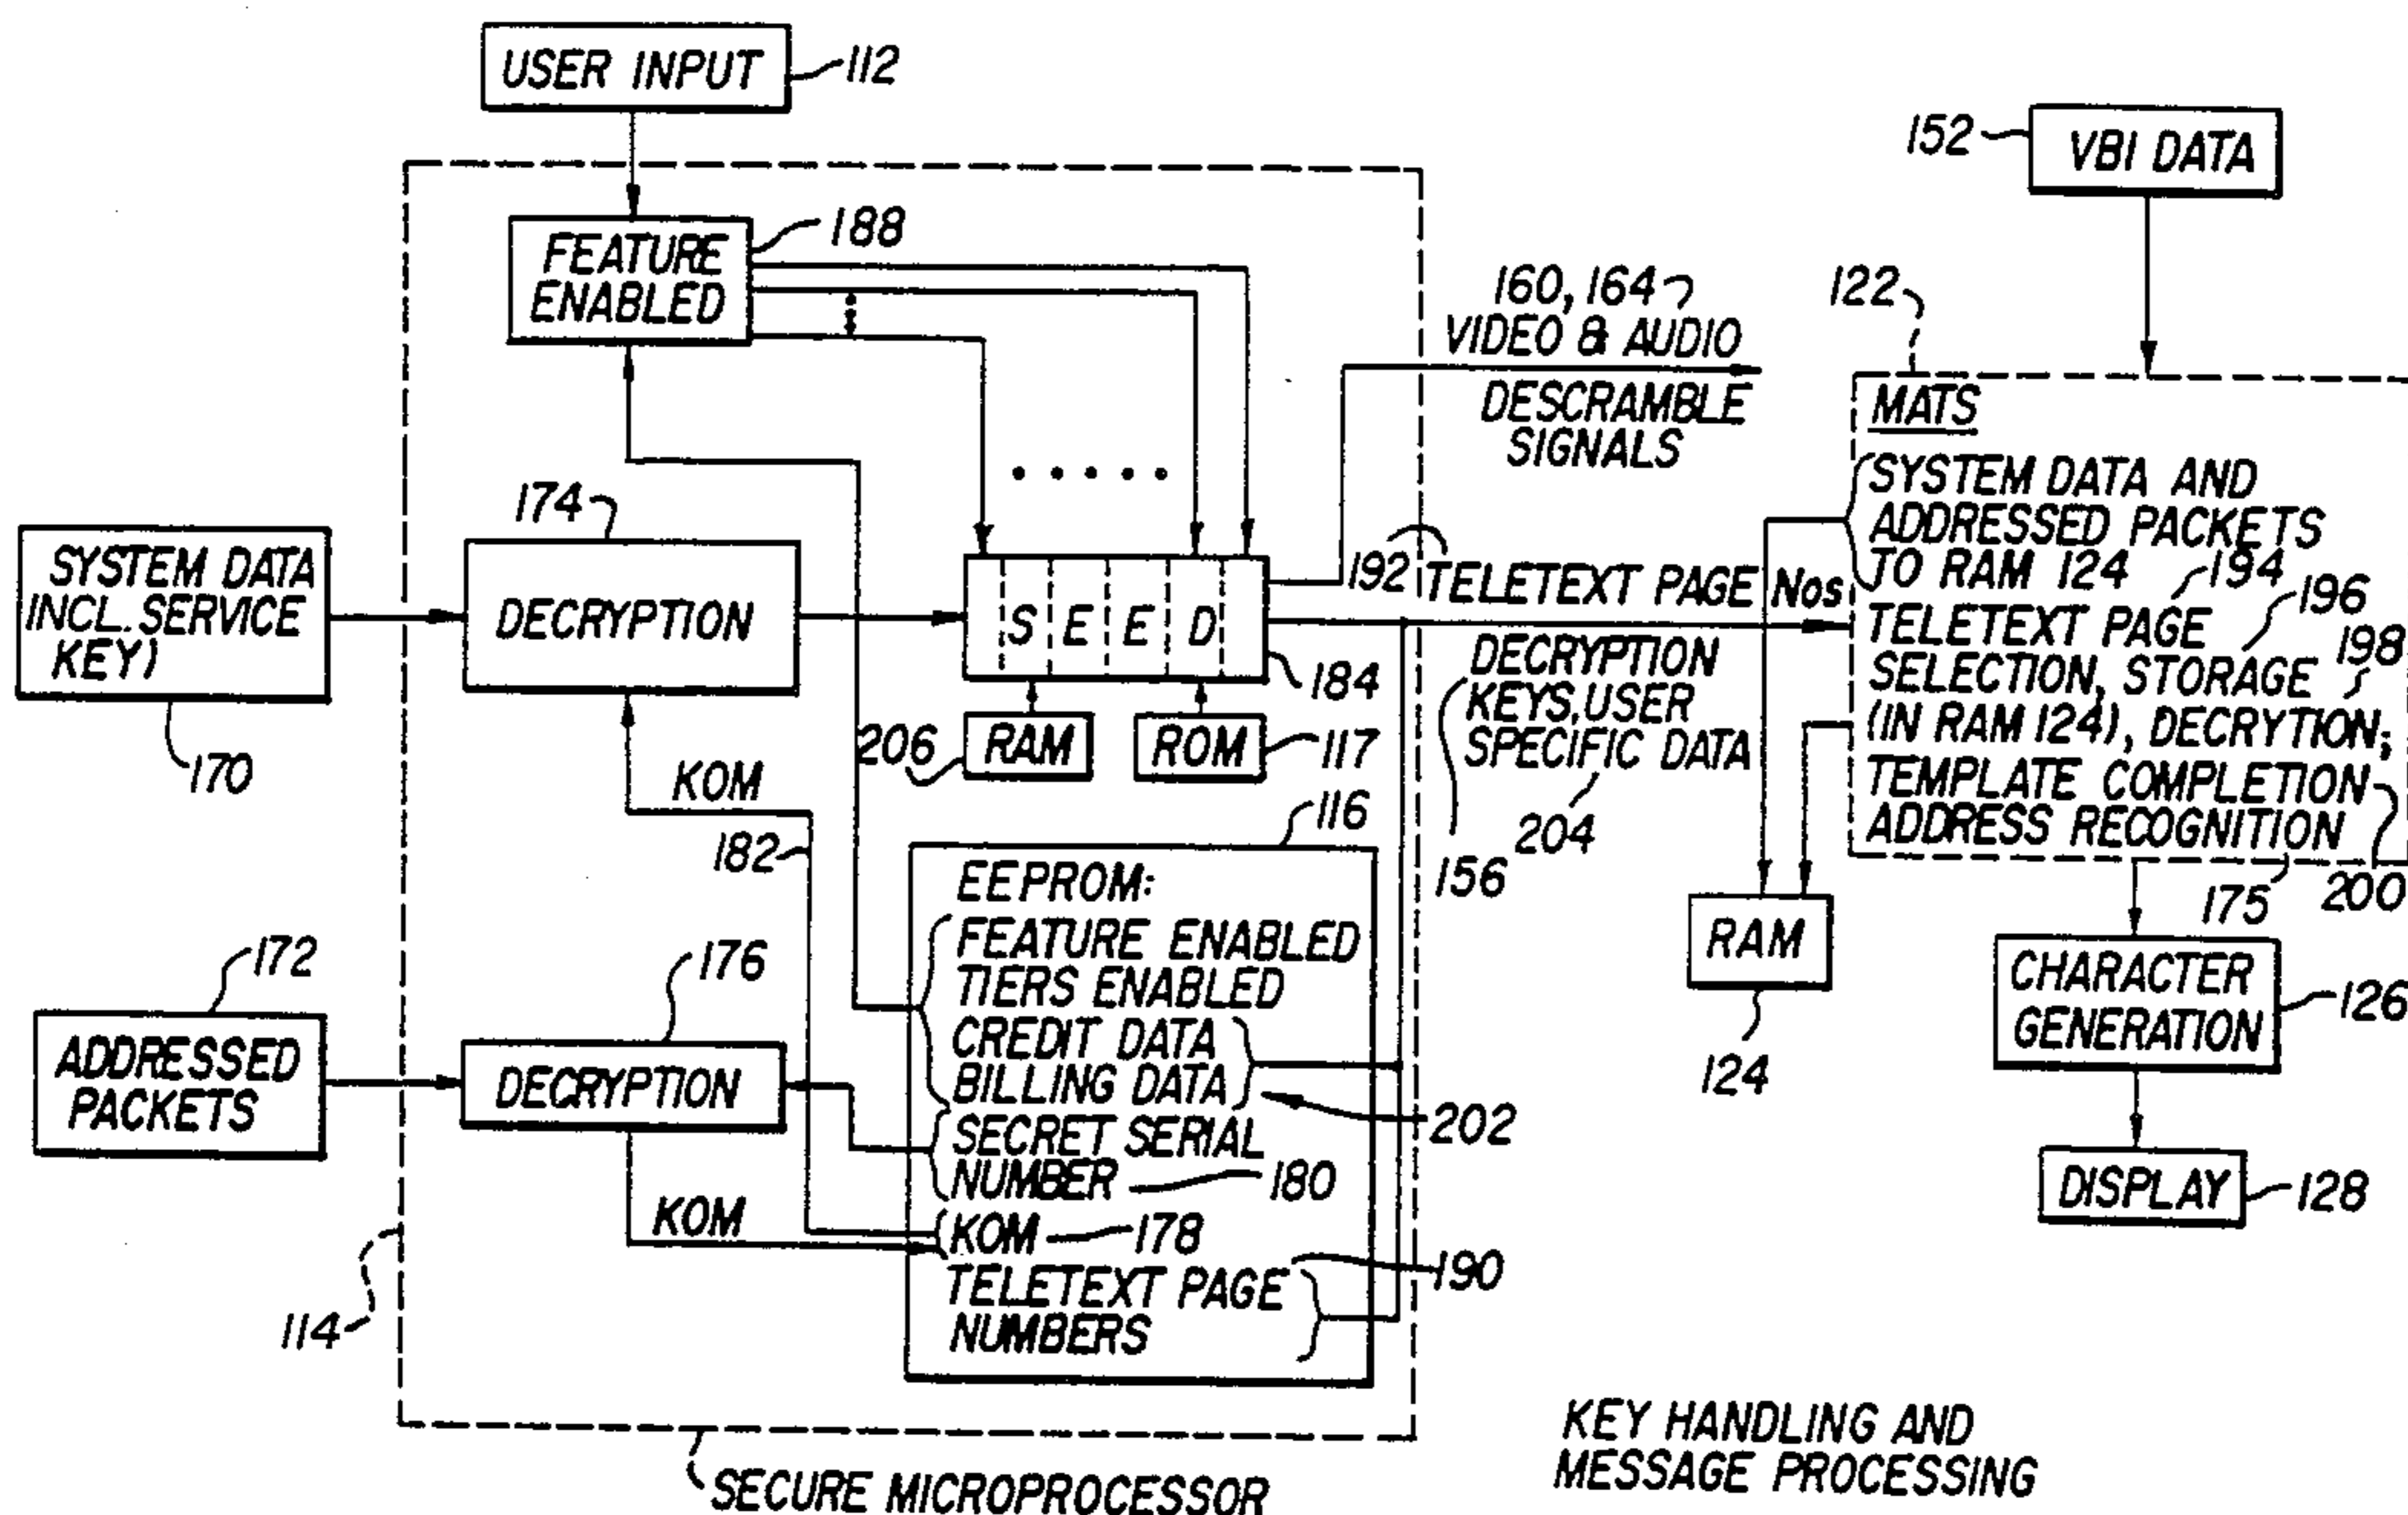 USER INPUT
112
152
VBI DATA
FEATURE
ENABLED
188
160, 164
VIDEO & AUDIO
DESCRAMBLE
SIGNALS
122
MATS
SYSTEM DATA AND
ADDRESSED PACKETS
TO RAM 124
194
TELETEXT PAGE
196
SELECTION, STORAGE
198
(IN RAM 124), DECRYTION,
TEMPLATE COMPLETION
ADDRESS RECOGNITION
175
200
SYSTEM DATA
INCL. SERVICE
KEY)
170
174
DECRYPTION
S E E D
184
192
TELETEXT PAGE Nos
DECRYPTION
KEYS, USER
SPECIFIC DATA
156
204
206
RAM
ROM
117
KOM
182
116
EEPROM:
FEATURE ENABLED
TIERS ENABLED
CREDIT DATA
BILLING DATA
202
SECRET SERIAL
NUMBER
180
KOM
178
TELETEXT PAGE
NUMBERS
190
172
ADDRESSED
PACKETS
176
DECRYPTION
KOM
RAM
124
CHARACTER
GENERATION
126
DISPLAY
128
114
SECURE MICROPROCESSOR
KEY HANDLING AND
MESSAGE PROCESSING